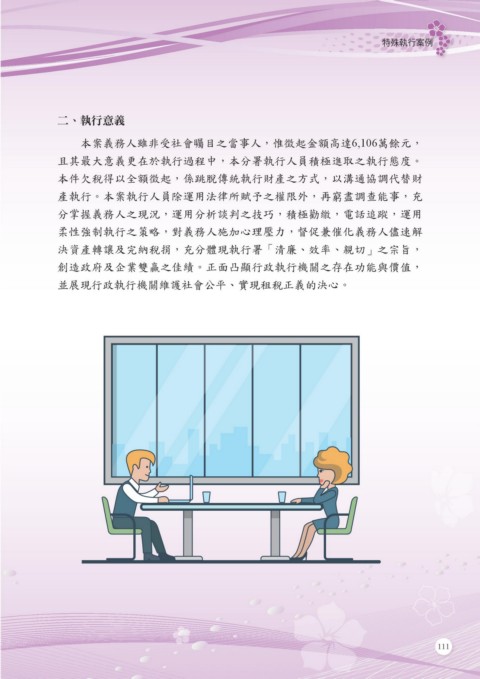 特殊執行案例
二、執行意義
本案義務人雖非受社會矚目之當事人，惟徵起金額高達6,106萬餘元，
且其最大意義更在於執行過程中，本分署執行人員積極進取之執行態度。
本件欠稅得以全額徵起，係跳脫傳統執行財產之方式，以溝通協調代替財
產執行。本案執行人員除運用法律所賦予之權限外，再窮盡調查能事，充
分掌握義務人之現況，運用分析談判之技巧，積極勸繳，電話追蹤，運用
柔性強制執行之策略，對義務人施加心理壓力，督促兼催化義務人儘速解
決資產轉讓及完納稅捐，充分體現執行署「清廉、效率、親切」之宗旨，
創造政府及企業雙贏之佳績。正面凸顯行政執行機關之存在功能與價值，
並展現行政執行機關維護社會公平、實現租稅正義的決心。
111